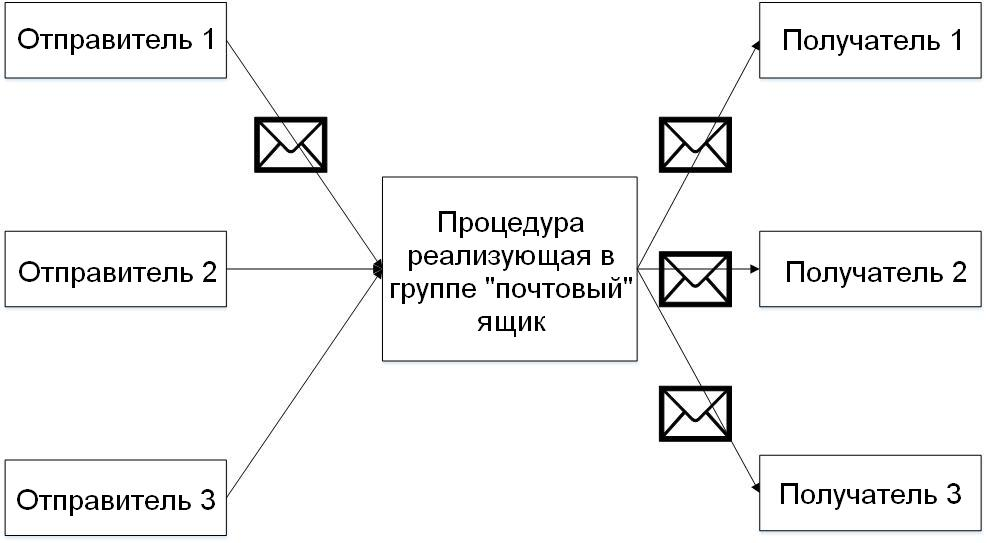 Отправитель 1
Получатель 1
Процедура
реализующая в
группе "почтовый"
ящик
Отправитель 2
Получатель 2
Отправитель 3
Получатель 3